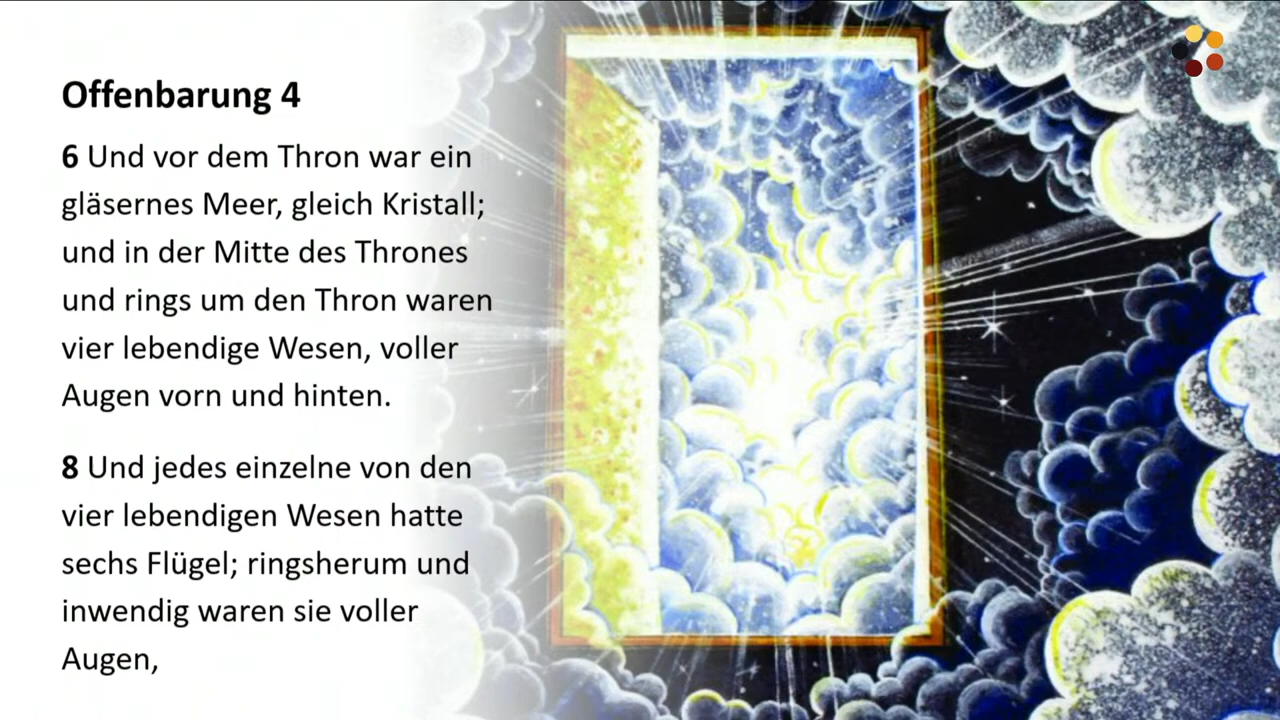 Offenbarung 4
6 Und vor dem Thron war ein
gläsernes Meer, gleich Kristall;
und in der Mitte des Thrones
und rings um den Thron waren
vier lebendige Wesen, voller
Augen vorn und hinten.
8 Und jedes einzelne von den
vier lebendigen Wesen hatte
sechs Flügel; ringsherum und
inwendig waren sie voller
Augen,